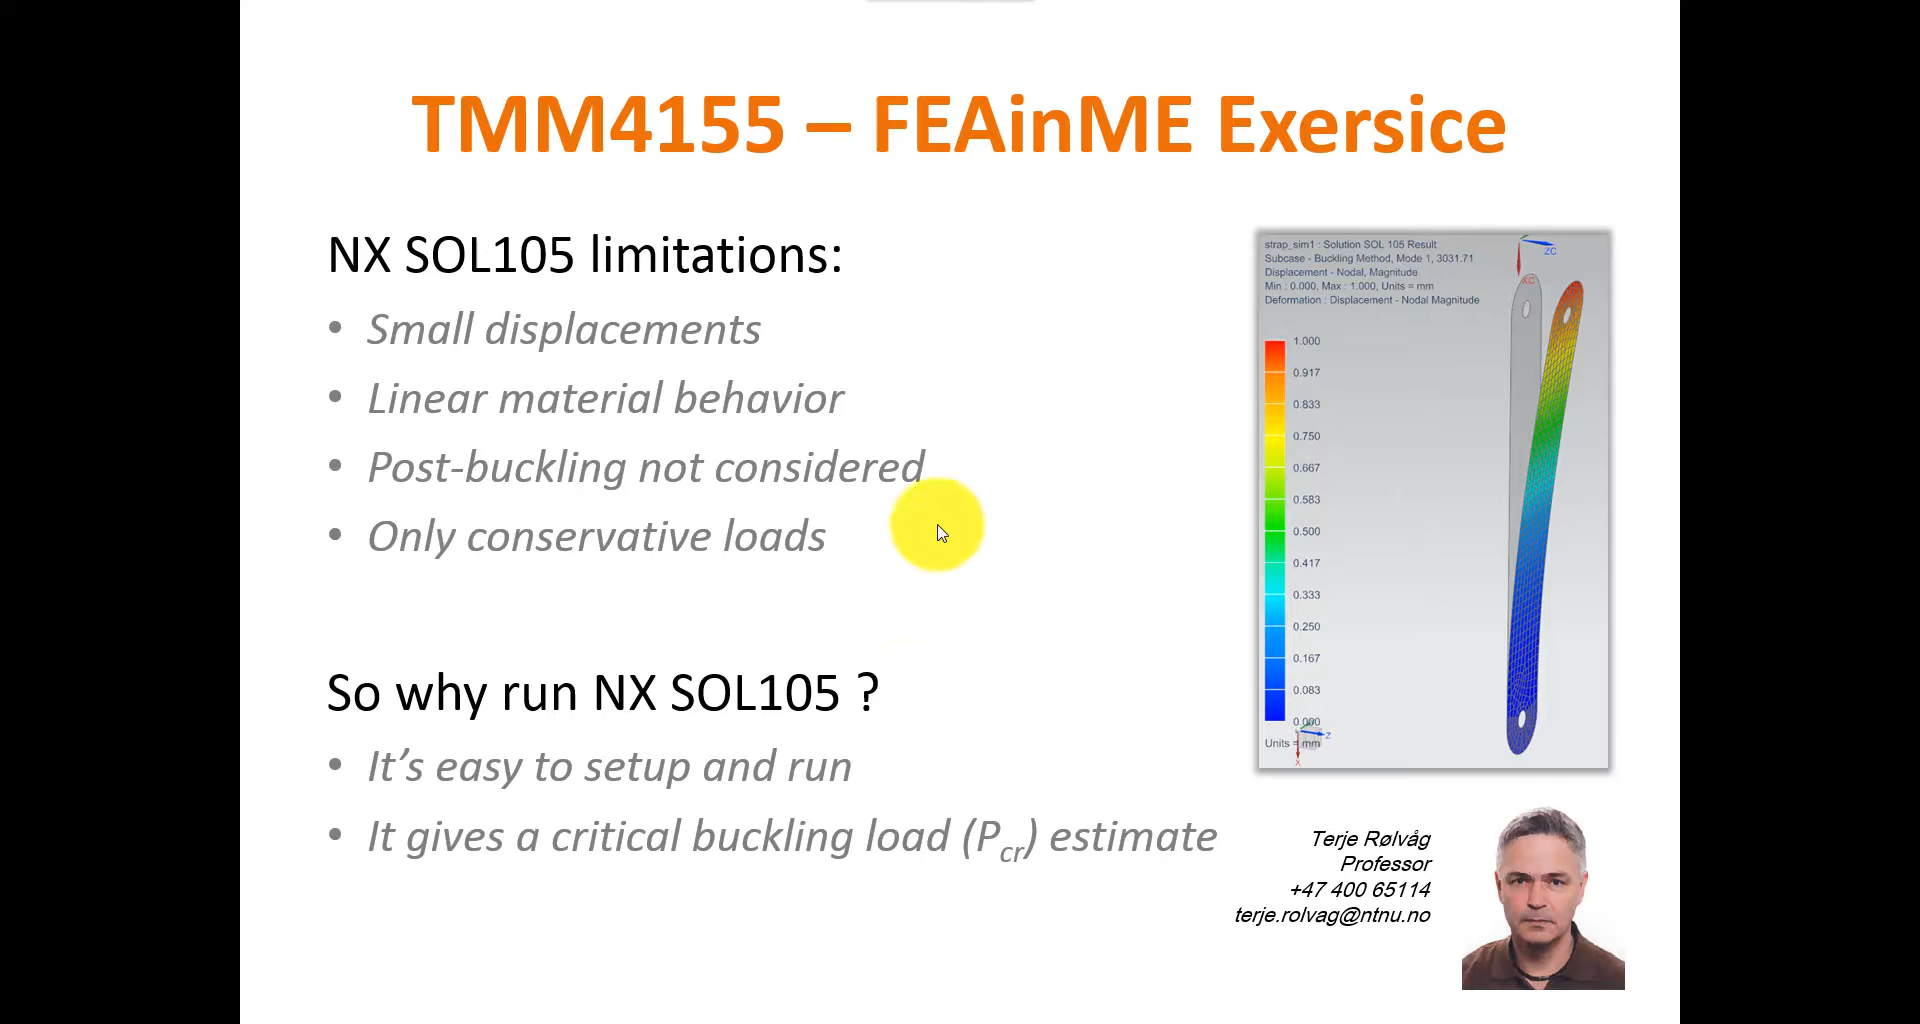 TMM4155 – FEAinME Exersice
NX SOL105 limitations:
• Small displacements
• Linear material behavior
• Post-buckling not considered
• Only conservative loads
So why run NX SOL105 ?
• It’s easy to setup and run
• It gives a critical buckling load (Pcr) estimate
strap_sim1 : Solution SOL 105 Result
Subcase - Buckling Method, Mode 1, 3031.71
Displacement - Nodal, Magnitude
Min : 0.000, Max : 1.000, Units = mm
Deformation : Displacement - Nodal Magnitude
ZC
XC
1.000
0.917
0.833
0.750
0.667
0.583
0.500
0.417
0.333
0.250
0.167
0.083
0.000
Units = mm
Z
X
Terje Rølvåg
Professor
+47 400 65114
terje.rolvag@ntnu.no